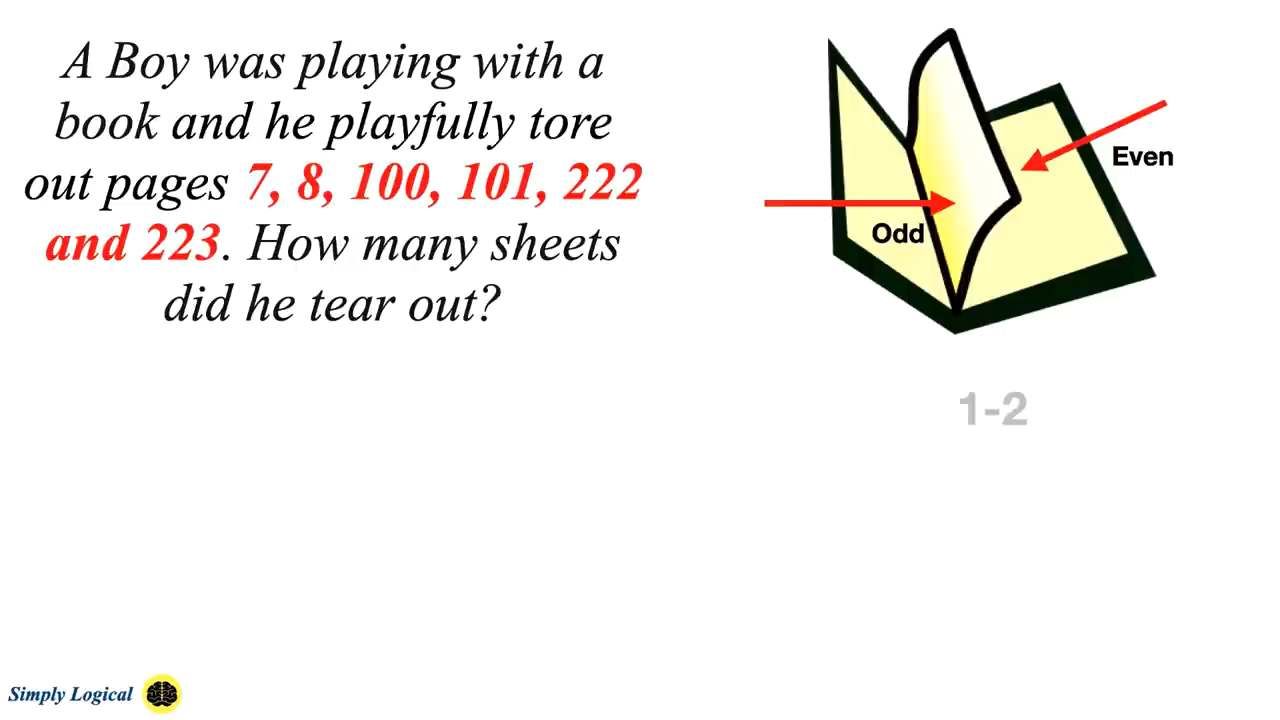 A Boy was playing with a
book and he playfully tore
out pages 7, 8, 100, 101, 222
and 223. How many sheets
did he tear out?
Even
Odd
1-2
Simply Logical